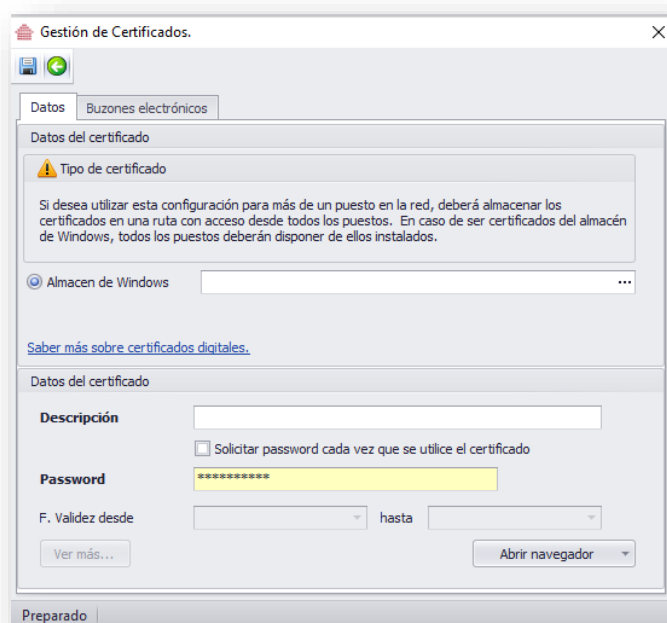 Gestión de Certificados.
Datos
Buzones electrónicos
Datos del certificado
Tipo de certificado
Si desea utilizar esta configuración para más de un puesto en la red, deberá almacenar los
certificados en una ruta con acceso desde todos los puestos. En caso de ser certificados del almacén
de Windows, todos los puestos deberán disponer de ellos instalados.
Almacen de Windows
...
Saber más sobre certificados digitales.
Datos del certificado
Descripción
Solicitar password cada vez que se utilice el certificado
Password **********
F. Validez desde
hasta
Ver más...
Abrir navegador
Preparado